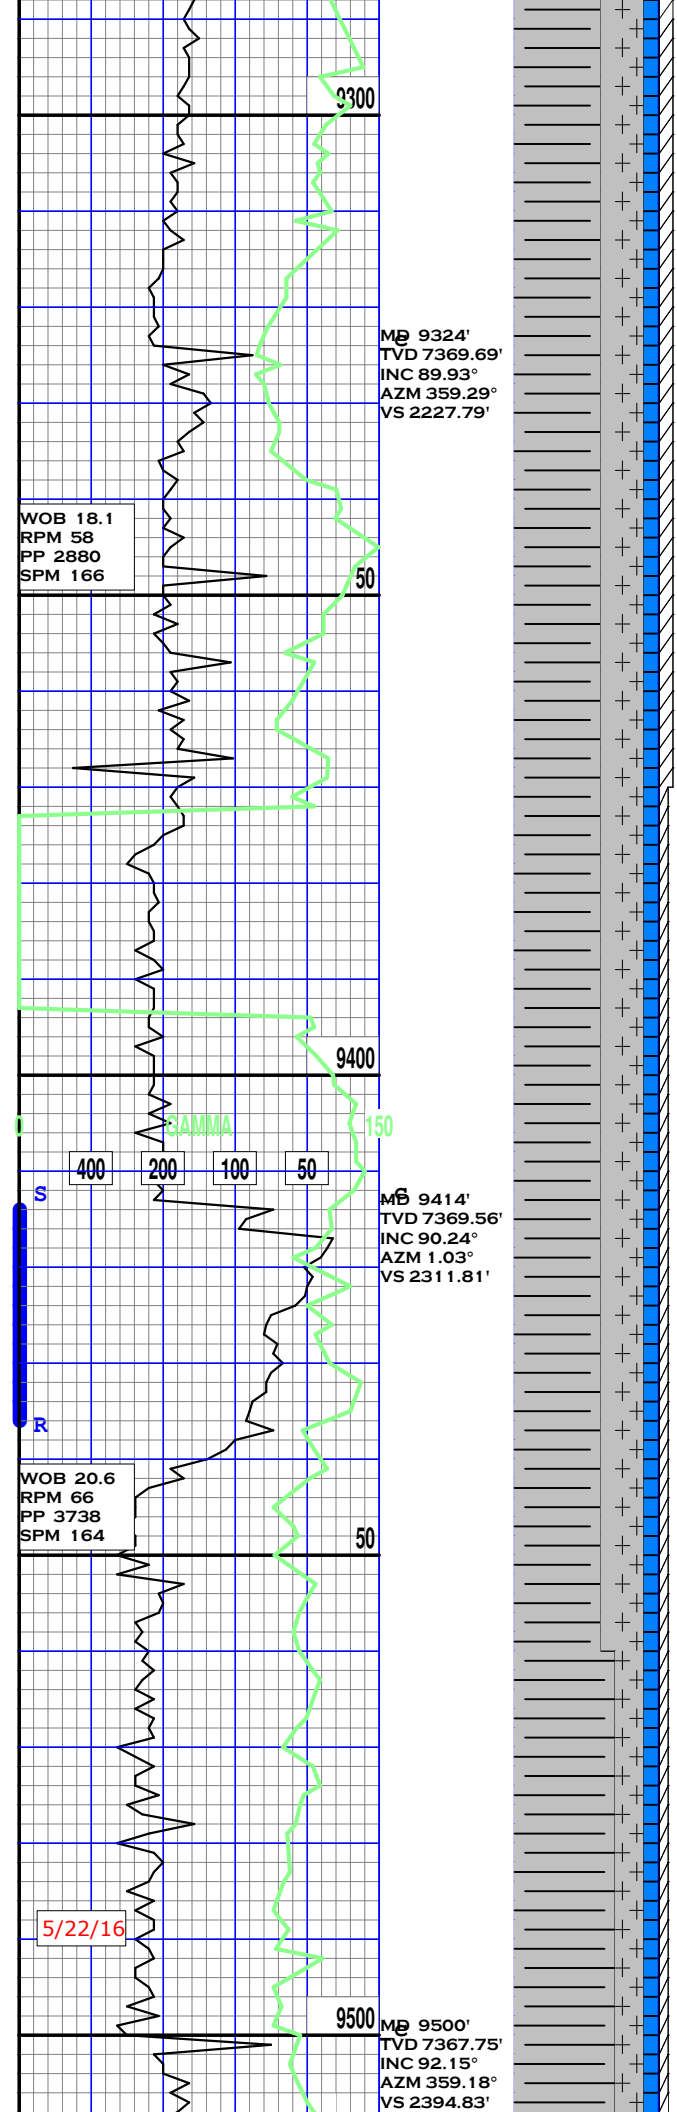 9300
MD 9324'
TVD 7369.69'
INC 89.93°
AZM 359.29°
VS 2227.79'
WOB 18.1
RPM 58
PP 2880
SPM 166
50
9400
0 GAMMA 150
400 200 100 50
S
MD 9414'
TVD 7369.56'
INC 90.24°
AZM 1.03°
VS 2311.81'
R
WOB 20.6
RPM 66
PP 3738
SPM 164
50
5/22/16
9500
MD 9500'
TVD 7367.75'
INC 92.15°
AZM 359.18°
VS 2394.83'